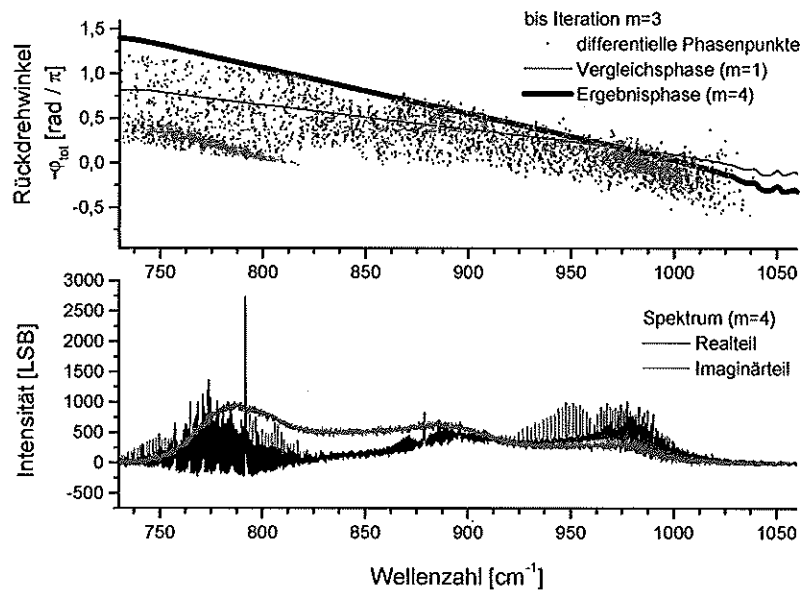 bis Iteration m=3
differentielle Phasenpunkte
Vergleichsphase (m=1)
Ergebnisphase (m=4)
Rückdrehwinkel
-φtot [rad / π]
1,5
1,0
0,5
0,0
-0,5
750 800 850 900 950 1000 1050
Spektrum (m=4)
Realteil
Imaginärteil
Intensität [LSB]
3000
2500
2000
1500
1000
500
0
-500
750 800 850 900 950 1000 1050
Wellenzahl [cm⁻¹]